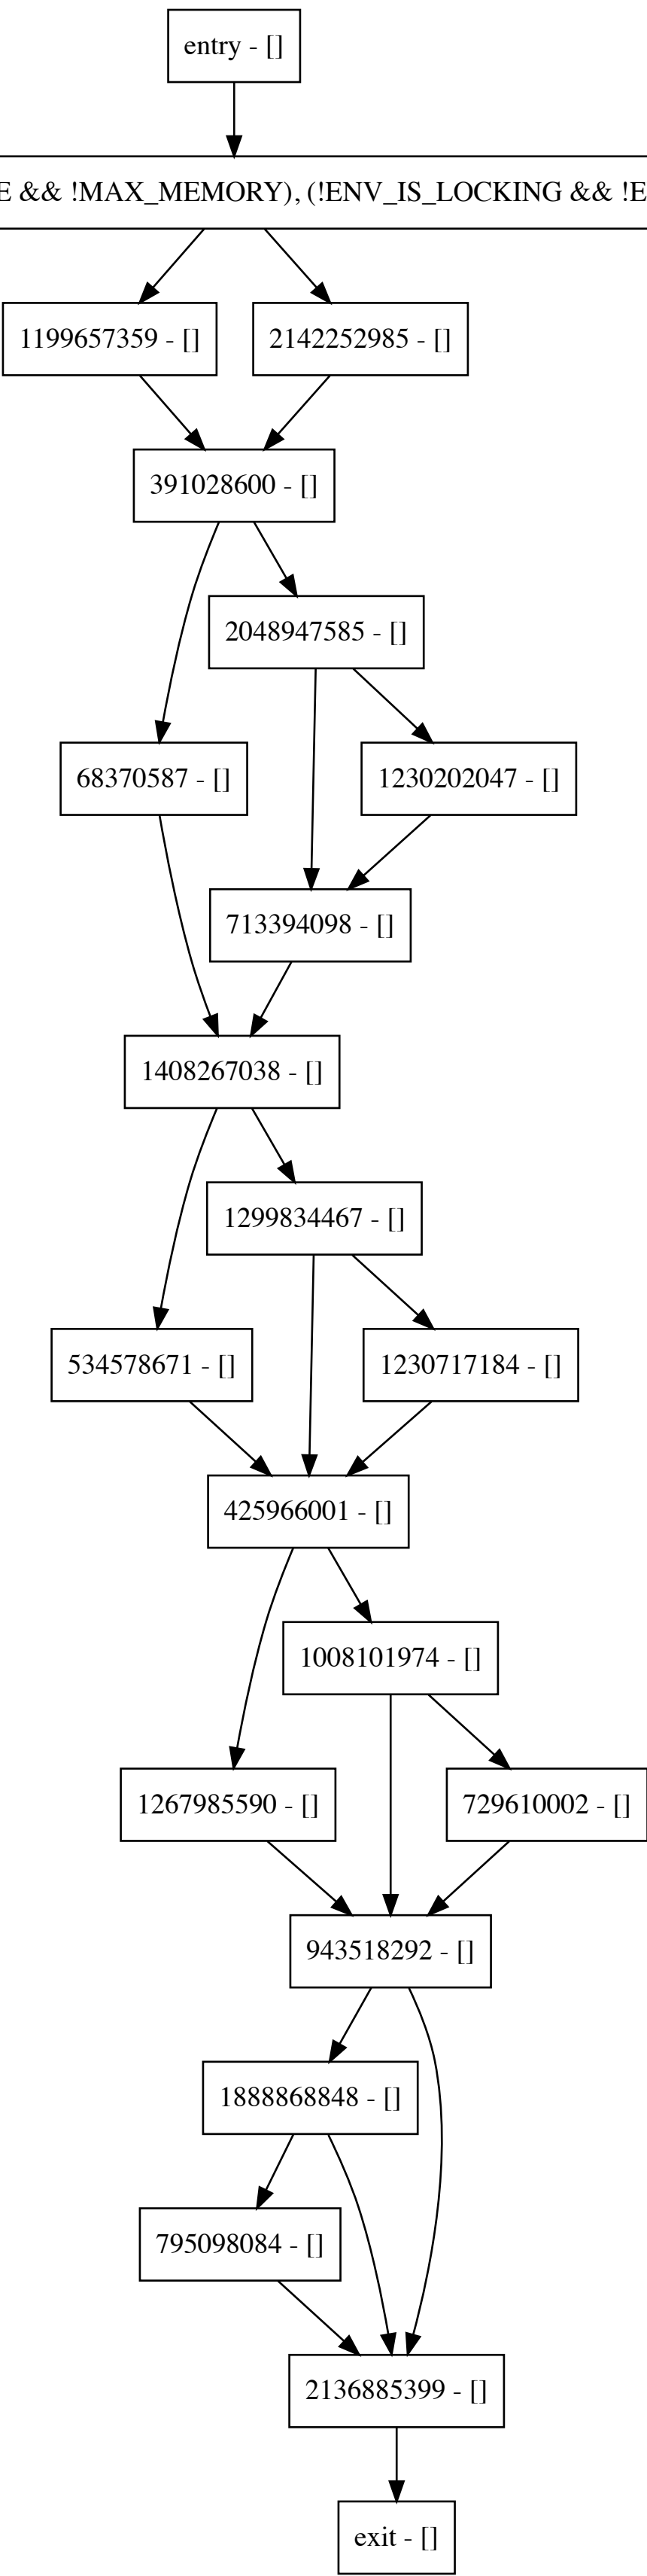 entry - []
E && !MAX_MEMORY), (!ENV_IS_LOCKING && !E
1199657359 - []
2142252985 - []
391028600 - []
2048947585 - []
68370587 - []
1230202047 - []
713394098 - []
1408267038 - []
1299834467 - []
534578671 - []
1230717184 - []
425966001 - []
1008101974 - []
1267985590 - []
729610002 - []
943518292 - []
1888868848 - []
795098084 - []
2136885399 - []
exit - []